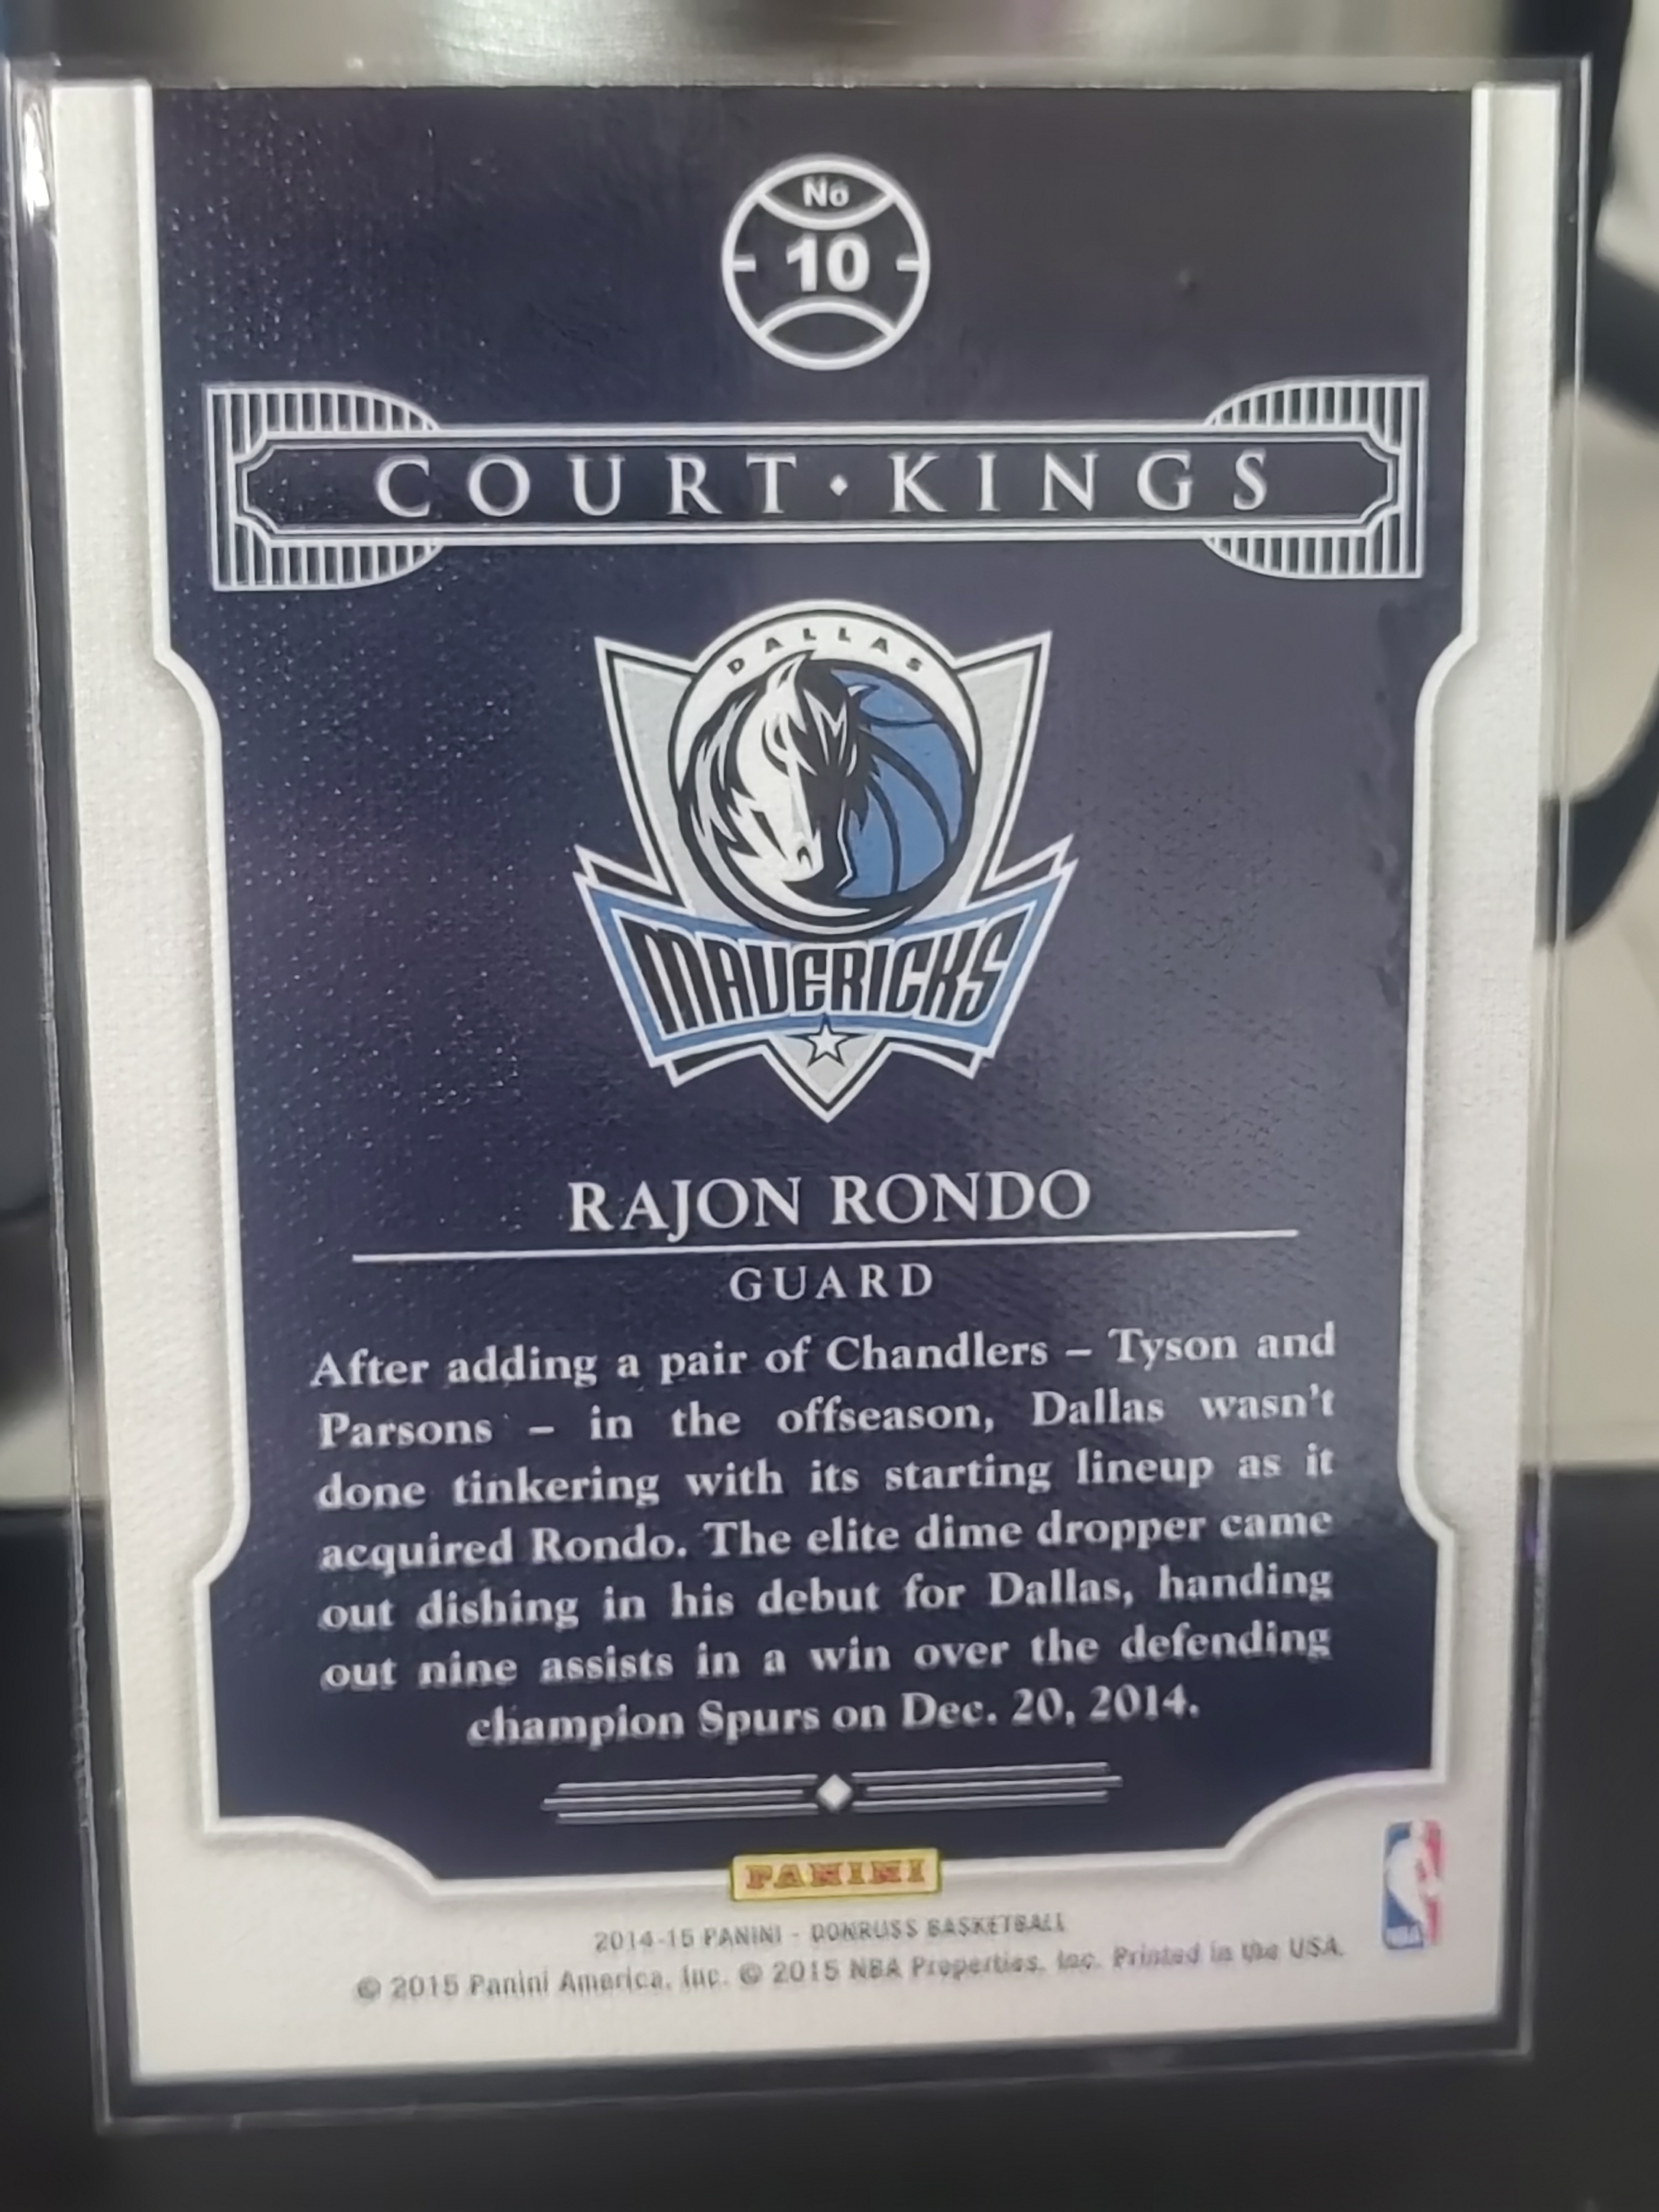 No
10
COURT · KINGS
DALLAS
MAVERICKS
RAJON RONDO
GUARD
After adding a pair of Chandlers – Tyson and
Parsons – in the offseason, Dallas wasn't
done tinkering with its starting lineup as it
acquired Rondo. The elite dime dropper came
out dishing in his debut for Dallas, handing
out nine assists in a win over the defending
champion Spurs on Dec. 20, 2014.
PANINI
2014-15 PANINI - DONRUSS BASKETBALL
© 2015 Panini America, Inc. © 2015 NBA Properties, Inc. Printed in the USA.
NBA